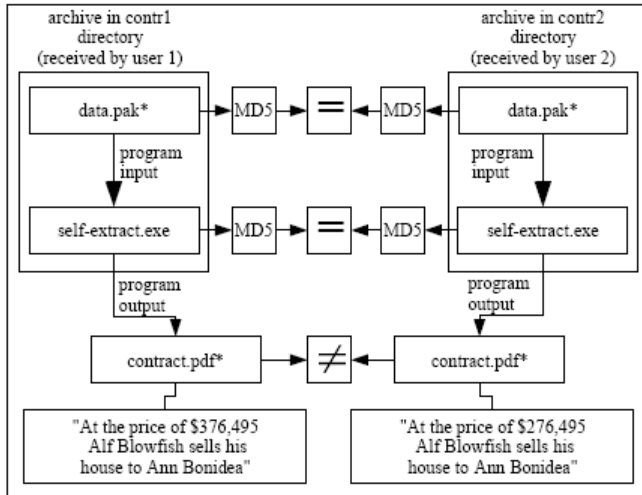 archive in contr1
directory
(received by user 1)
archive in contr2
directory
(received by user 2)
data.pak*
MD5
=
MD5
data.pak*
program
input
program
input
self-extract.exe
MD5
=
MD5
self-extract.exe
program
output
program
output
contract.pdf*
≠
contract.pdf*
"At the price of $376,495
Alf Blowfish sells his
house to Ann Bonidea"
"At the price of $276,495
Alf Blowfish sells his
house to Ann Bonidea"